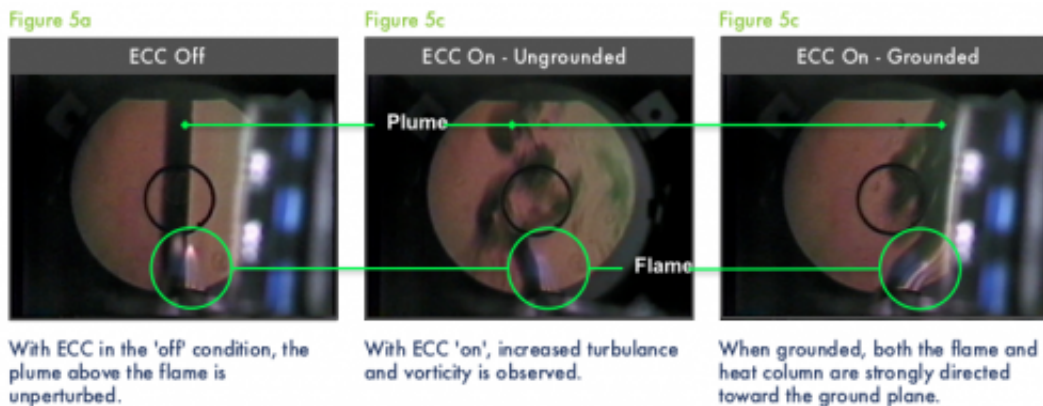 Figure 5a
Figure 5c
Figure 5c
ECC Off
ECC On - Ungrounded
ECC On - Grounded
Plume
Flame
With ECC in the 'off' condition, the
plume above the flame is
unperturbed.
With ECC 'on', increased turbulance
and vorticity is observed.
When grounded, both the flame and
heat column are strongly directed
toward the ground plane.